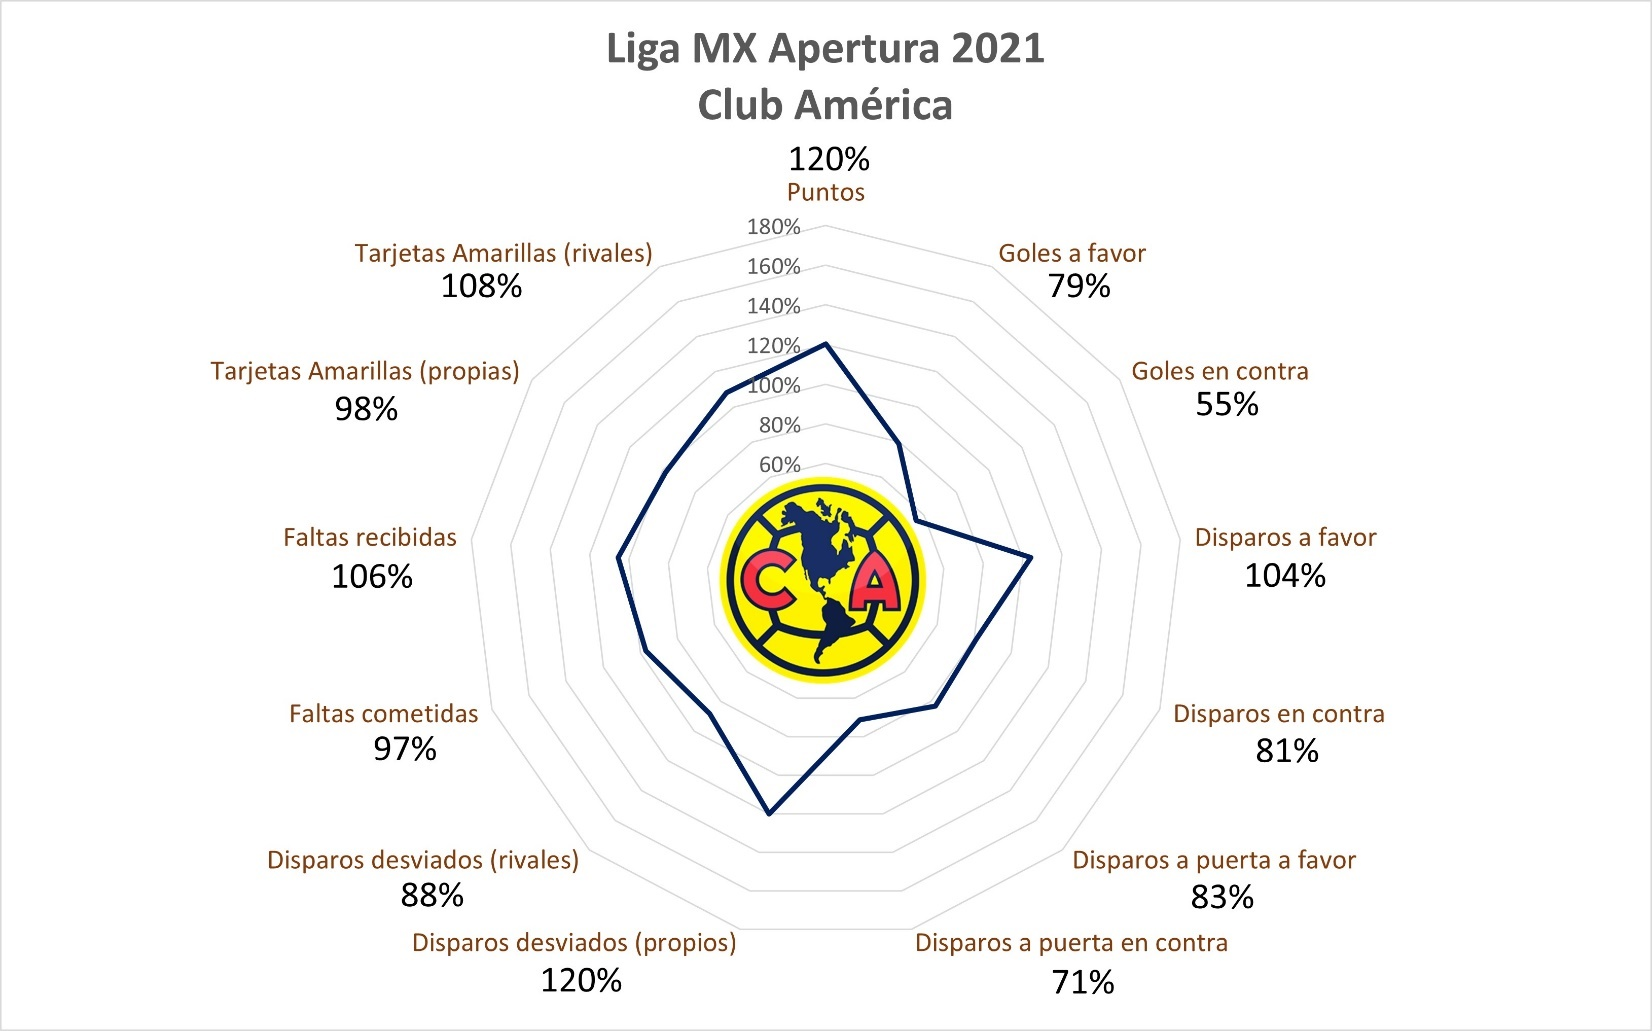 Liga MX Apertura 2021
Club América
120%
Puntos
Goles a favor
79%
Goles en contra
55%
Disparos a favor
104%
Disparos en contra
81%
Disparos a puerta a favor
83%
Disparos a puerta en contra
71%
Disparos desviados (propios)
120%
Disparos desviados (rivales)
88%
Faltas cometidas
97%
Faltas recibidas
106%
Tarjetas Amarillas (propias)
98%
Tarjetas Amarillas (rivales)
108%
180%
160%
140%
120%
100%
80%
60%
C A